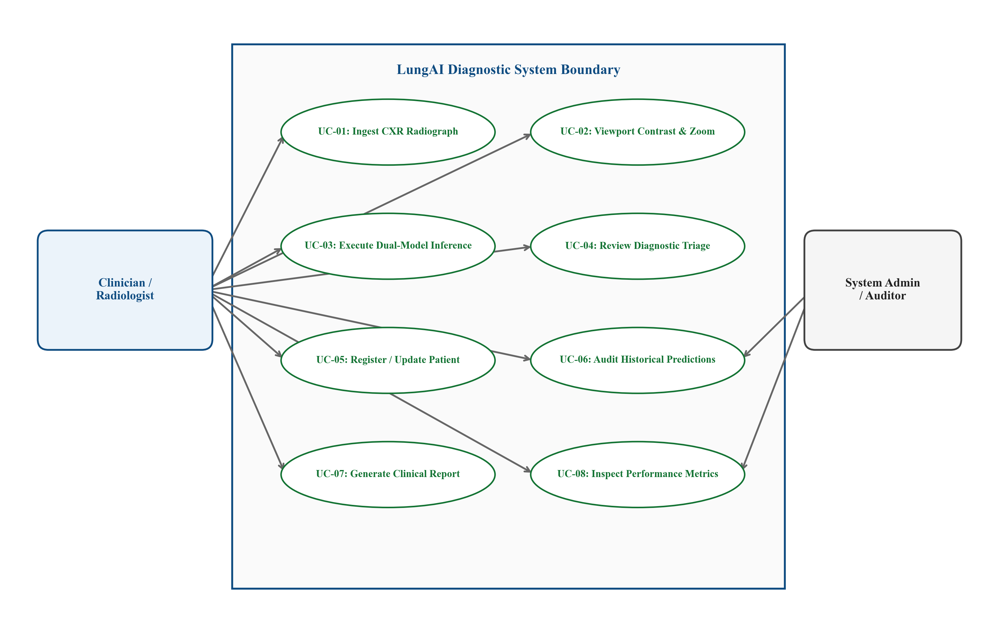 LungAI Diagnostic System Boundary
UC-01: Ingest CXR Radiograph
UC-02: Viewport Contrast & Zoom
UC-03: Execute Dual-Model Inference
UC-04: Review Diagnostic Triage
Clinician /
Radiologist
System Admin
/ Auditor
UC-05: Register / Update Patient
UC-06: Audit Historical Predictions
UC-07: Generate Clinical Report
UC-08: Inspect Performance Metrics